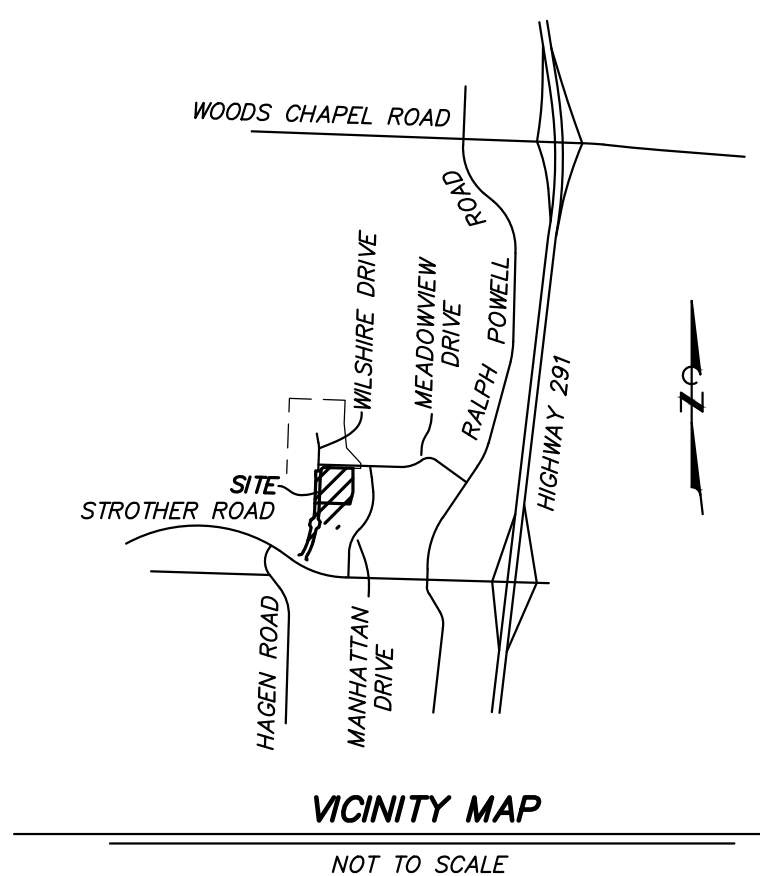 WOODS CHAPEL ROAD
ROAD
RALPH POWELL
WILSHIRE DRIVE
MEADOWVIEW
DRIVE
HIGHWAY 291
N
SITE
STROTHER ROAD
HAGEN ROAD
MANHATTAN
DRIVE
VICINITY MAP
NOT TO SCALE